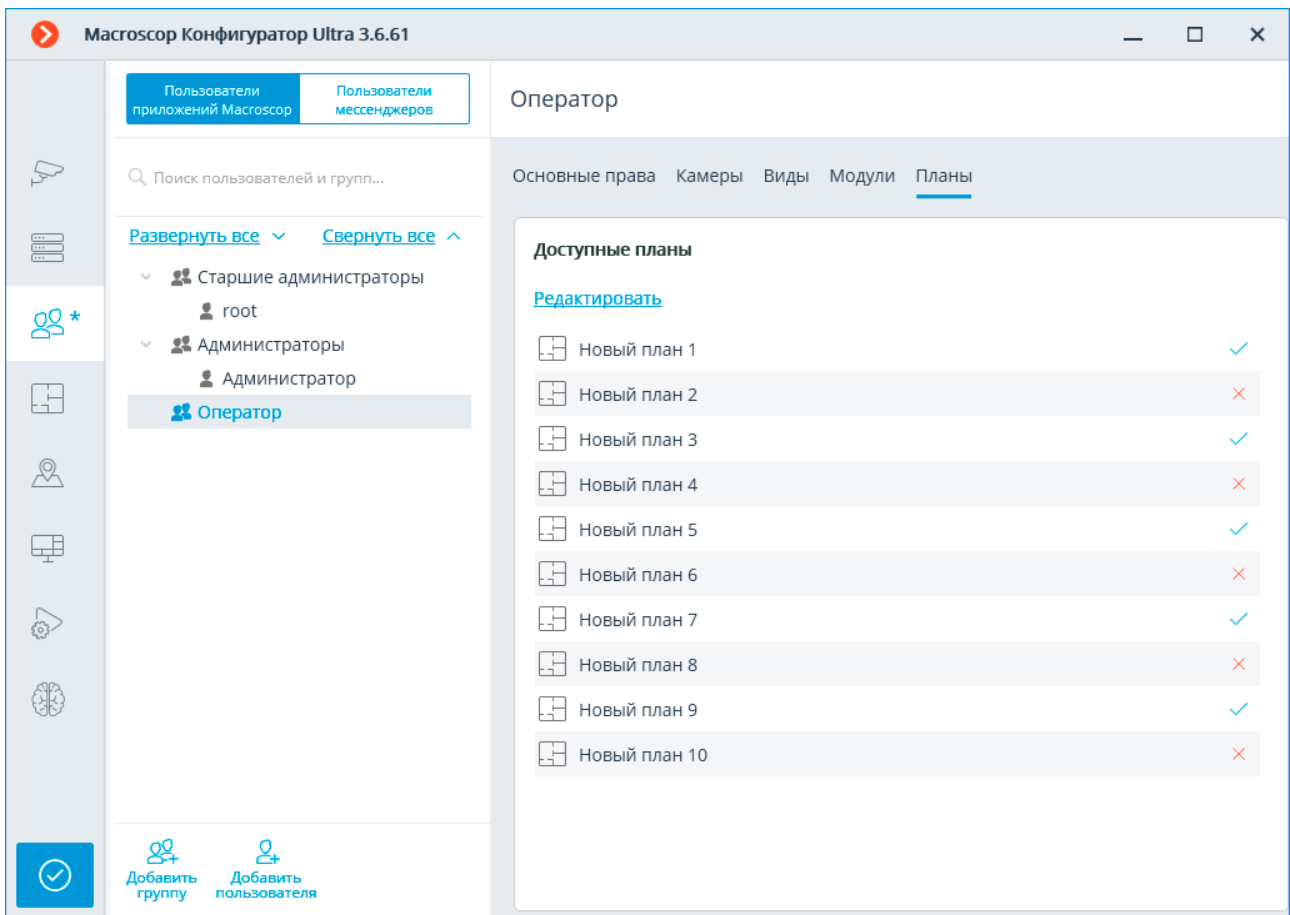 Macroscop Конфигуратор Ultra 3.6.61
Пользователи
приложений Macroscop
Пользователи
мессенджеров
Поиск пользователей и групп...
Развернуть все
Свернуть все
Старшие администраторы
root
Администраторы
Администратор
Оператор
Добавить
группу
Добавить
пользователя
Оператор
Основные права Камеры Виды Модули Планы
Доступные планы
Редактировать
Новый план 1
Новый план 2
Новый план 3
Новый план 4
Новый план 5
Новый план 6
Новый план 7
Новый план 8
Новый план 9
Новый план 10